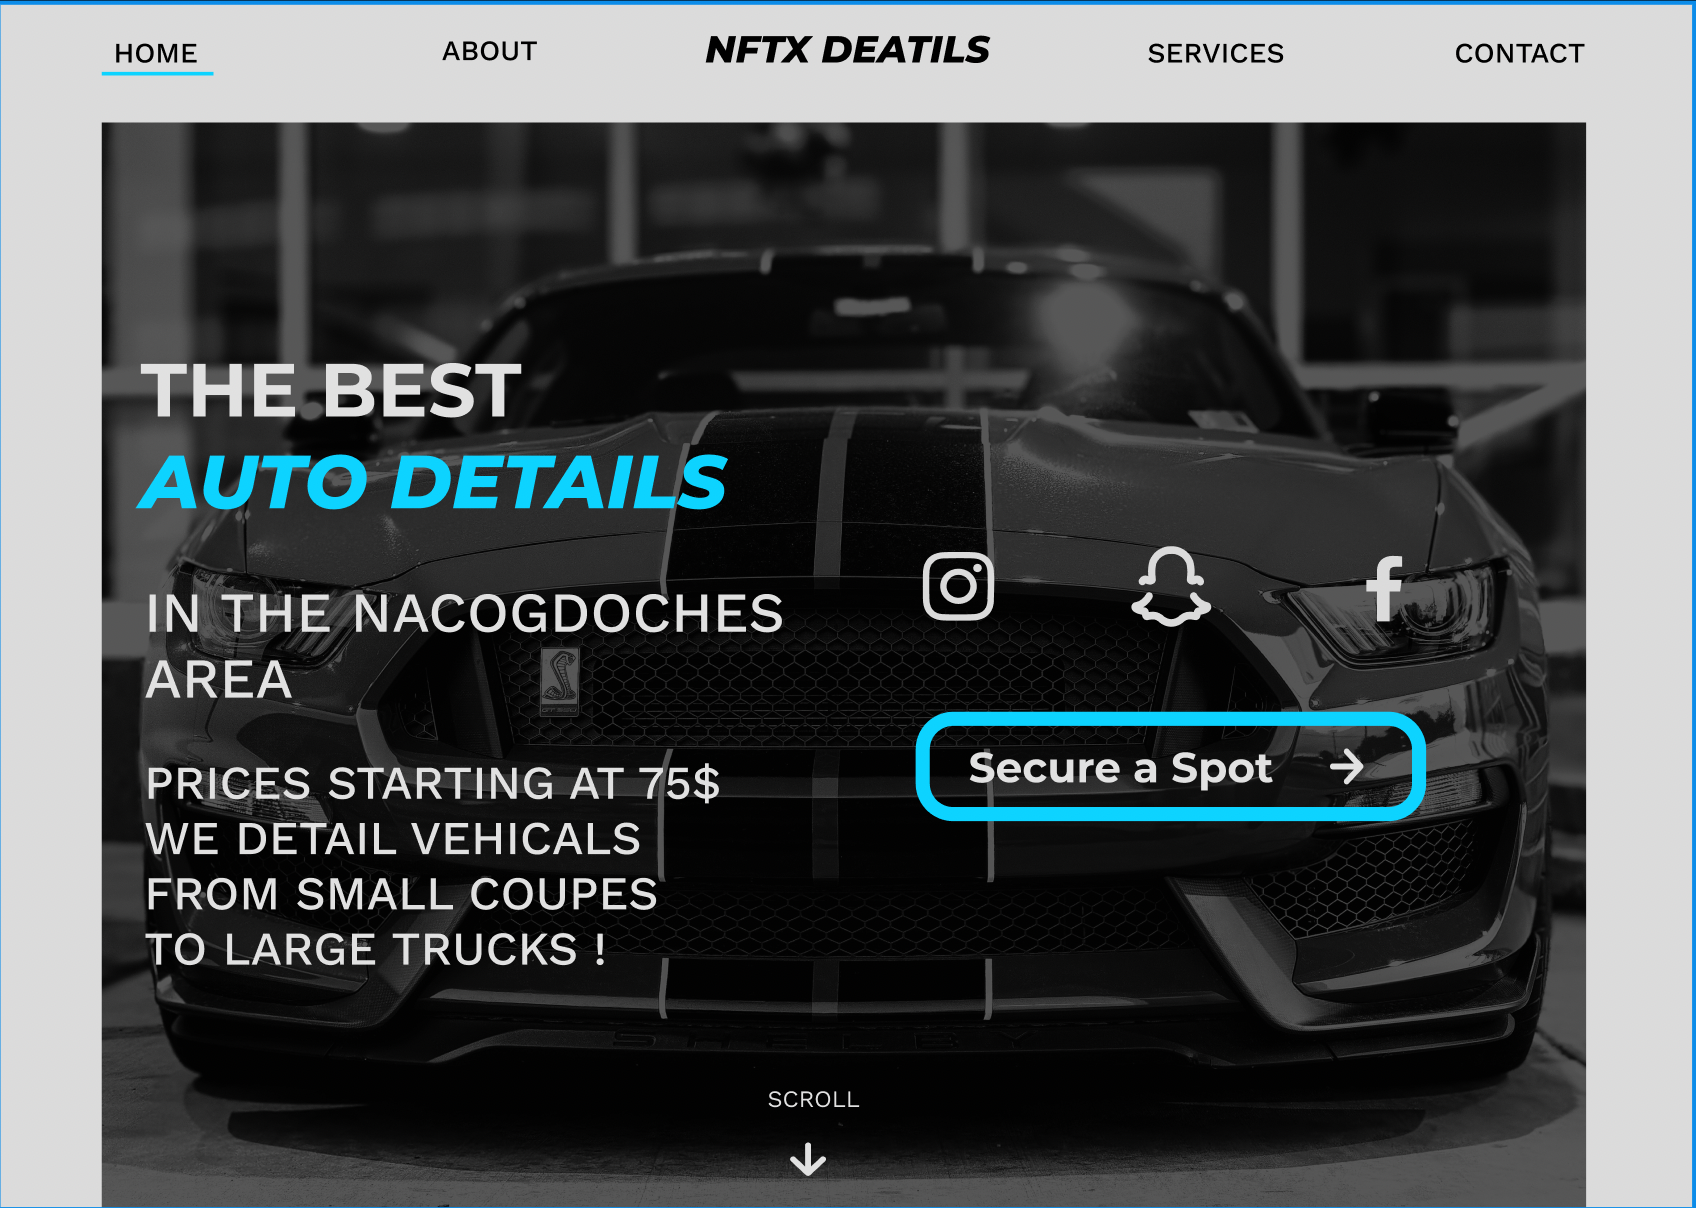 HOME
ABOUT
NFTX DEATILS
SERVICES
CONTACT
THE BEST
AUTO DETAILS
IN THE NACOGDOCHES
AREA
PRICES STARTING AT 75$
WE DETAIL VEHICALS
FROM SMALL COUPES
TO LARGE TRUCKS !
Secure a Spot
SHELBY
SCROLL